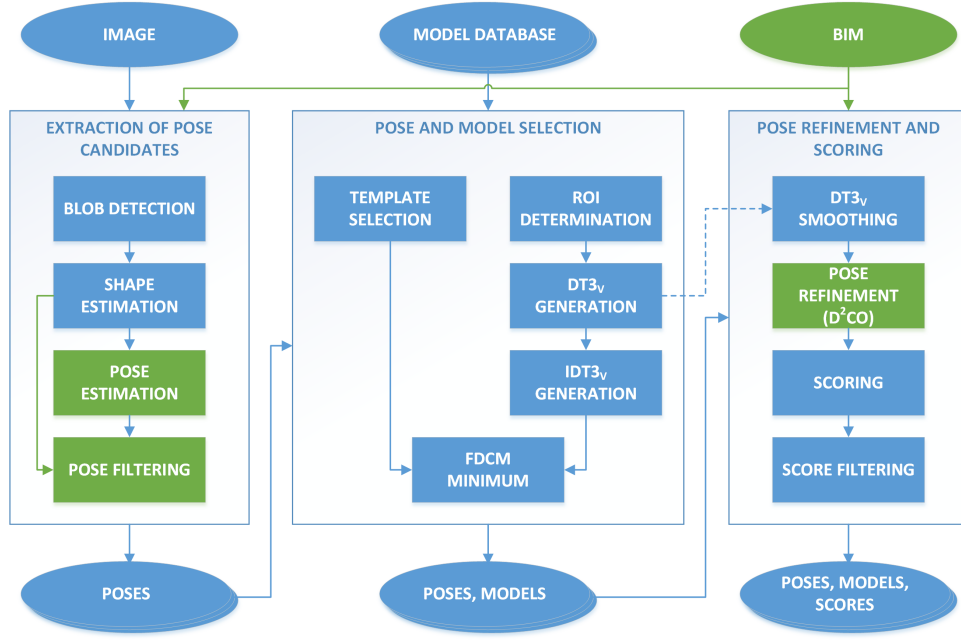 IMAGE
MODEL DATABASE
BIM
EXTRACTION OF POSE
CANDIDATES
BLOB DETECTION
SHAPE
ESTIMATION
POSE
ESTIMATION
POSE FILTERING
POSES
POSE AND MODEL SELECTION
TEMPLATE
SELECTION
ROI
DETERMINATION
DT3ᵥ
GENERATION
IDT3ᵥ
GENERATION
FDCM
MINIMUM
POSES, MODELS
POSE REFINEMENT AND
SCORING
DT3ᵥ
SMOOTHING
POSE
REFINEMENT
(D²CO)
SCORING
SCORE FILTERING
POSES, MODELS,
SCORES